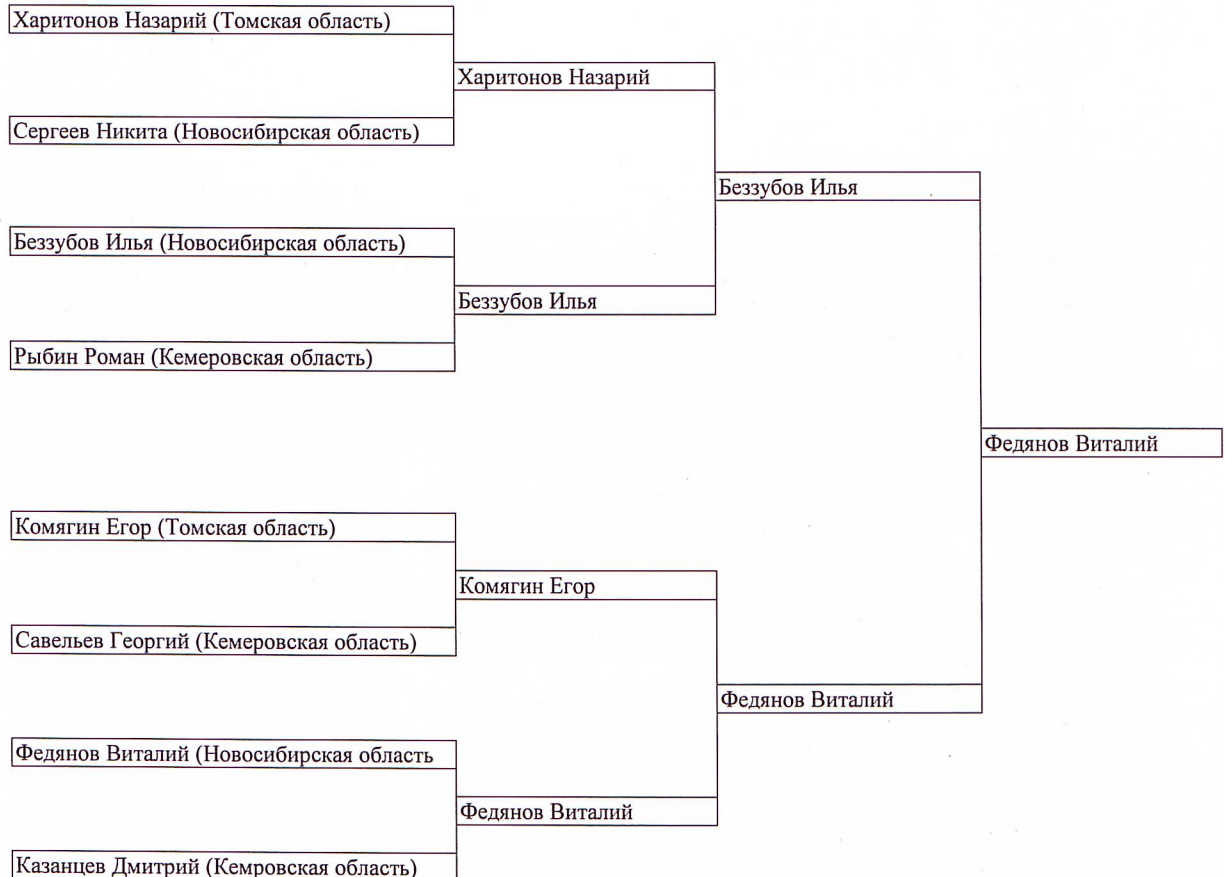 Харитонов Назарий (Томская область)
Харитонов Назарий
Сергеев Никита (Новосибирская область)
Беззубов Илья
Беззубов Илья (Новосибирская область)
Беззубов Илья
Рыбин Роман (Кемеровская область)
Федянов Виталий
Комягин Егор (Томская область)
Комягин Егор
Савельев Георгий (Кемеровская область)
Федянов Виталий
Федянов Виталий (Новосибирская область
Федянов Виталий
Казанцев Дмитрий (Кемровская область)